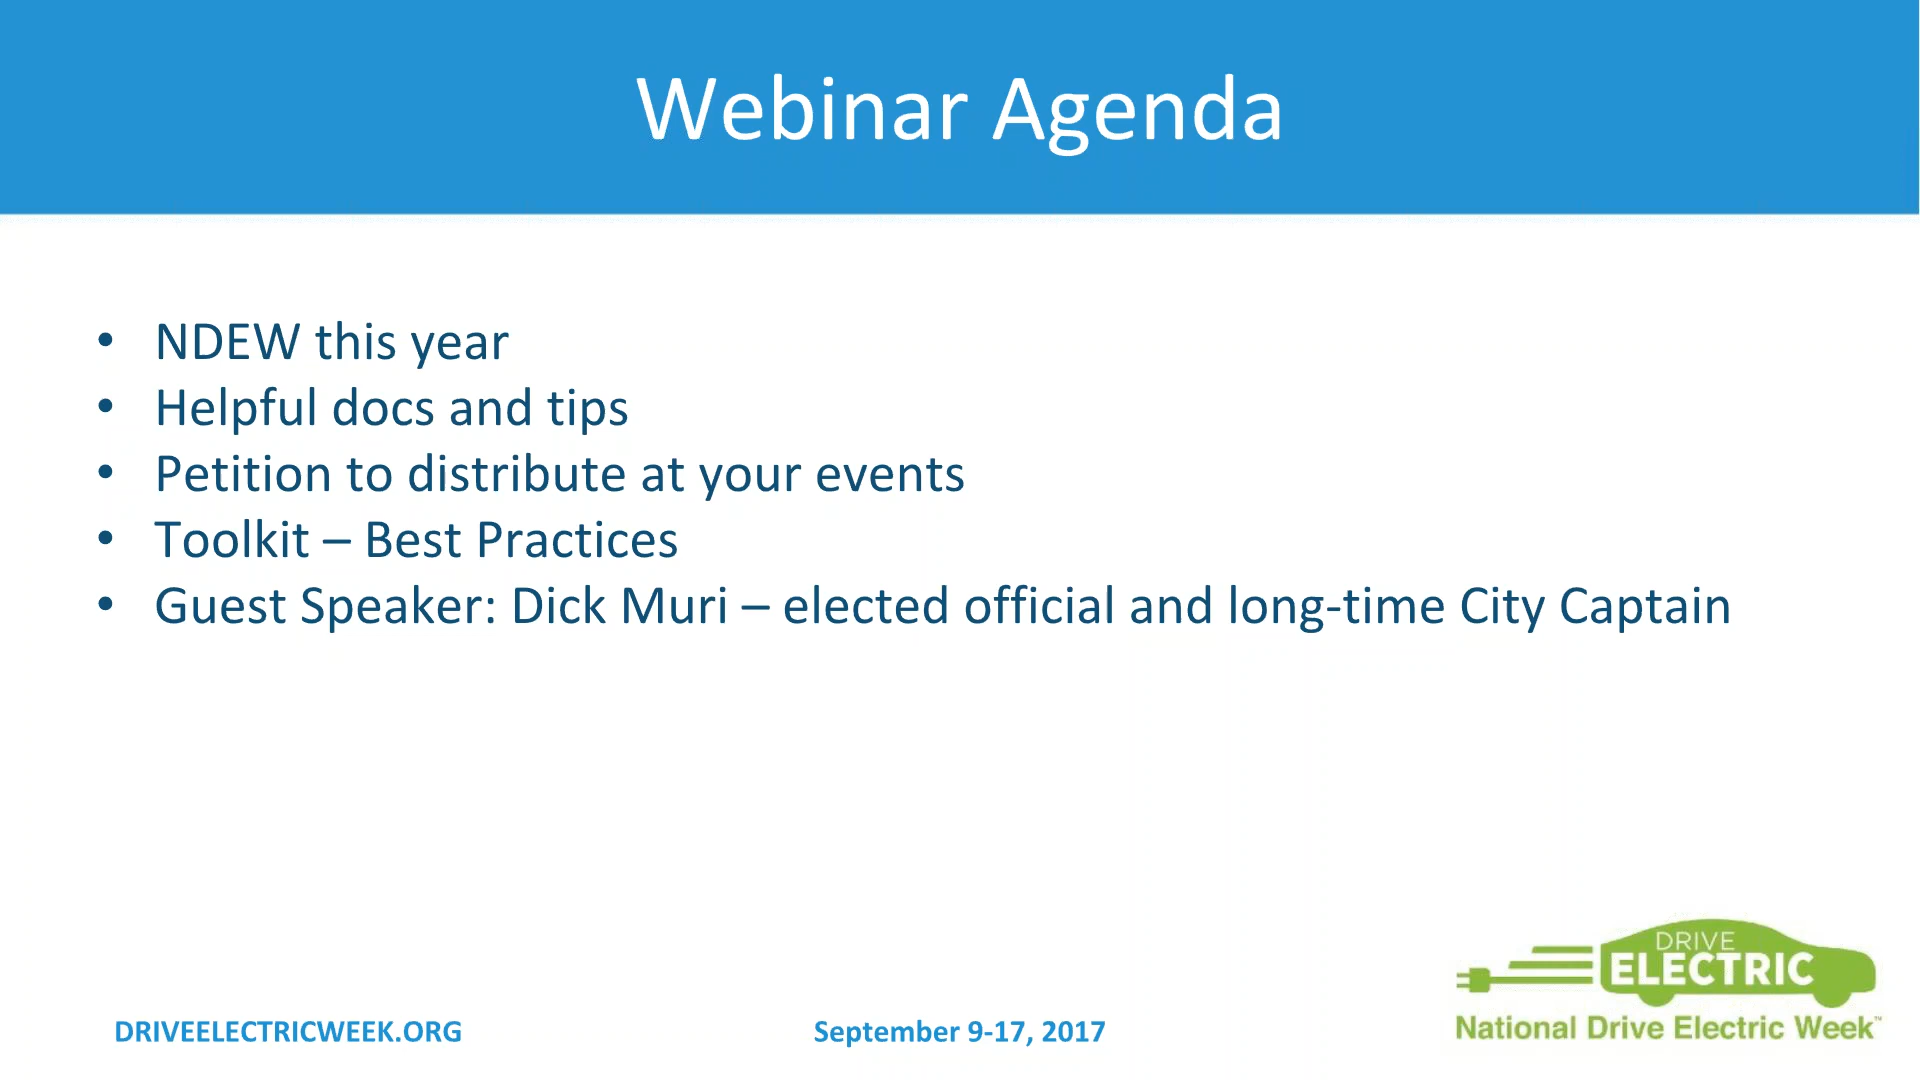 Webinar Agenda
• NDEW this year
• Helpful docs and tips
• Petition to distribute at your events
• Toolkit – Best Practices
• Guest Speaker: Dick Muri – elected official and long-time City Captain
DRIVE
ELECTRIC
National Drive Electric Week™
DRIVEELECTRICWEEK.ORG
September 9-17, 2017